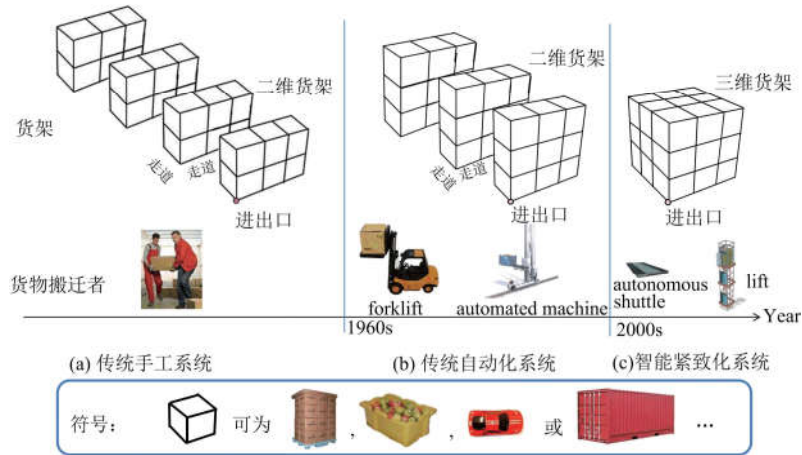 货架
二维货架
走道
走道
进出口
二维货架
走道
走道
进出口
三维货架
进出口
货物搬迁者
forklift
automated machine
autonomous
shuttle
lift
Year
1960s
2000s
(a) 传统手工系统
(b) 传统自动化系统
(c)智能紧致化系统
符号： 可为 , , 或 …